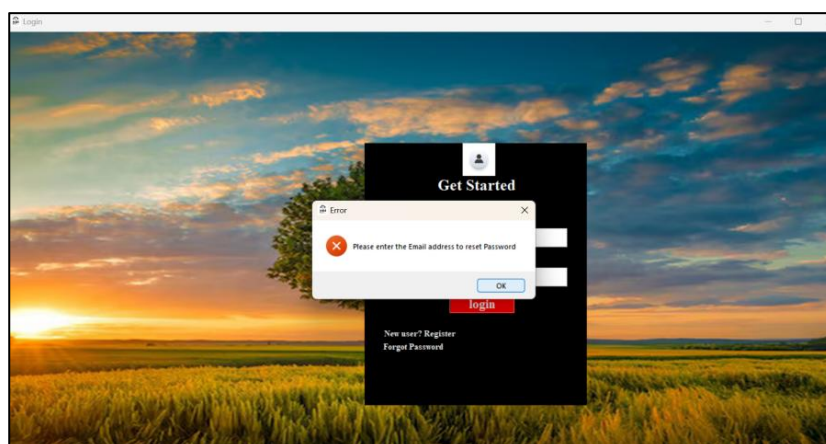 Login
Get Started
Error
Please enter the Email address to reset Password
OK
login
New user? Register
Forgot Password